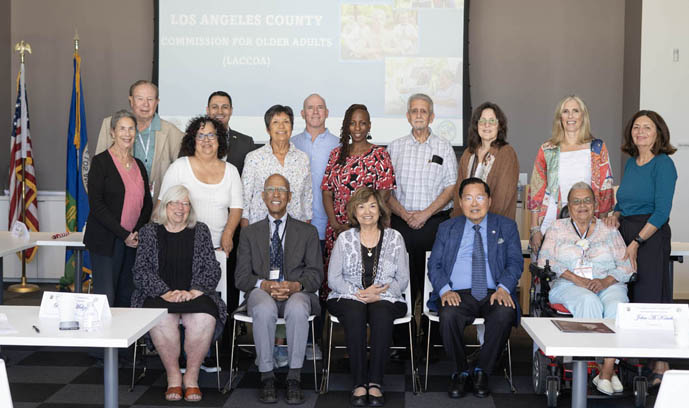 LOS ANGELES COUNTY
COMMISSION FOR OLDER ADULTS
(LACCOA)